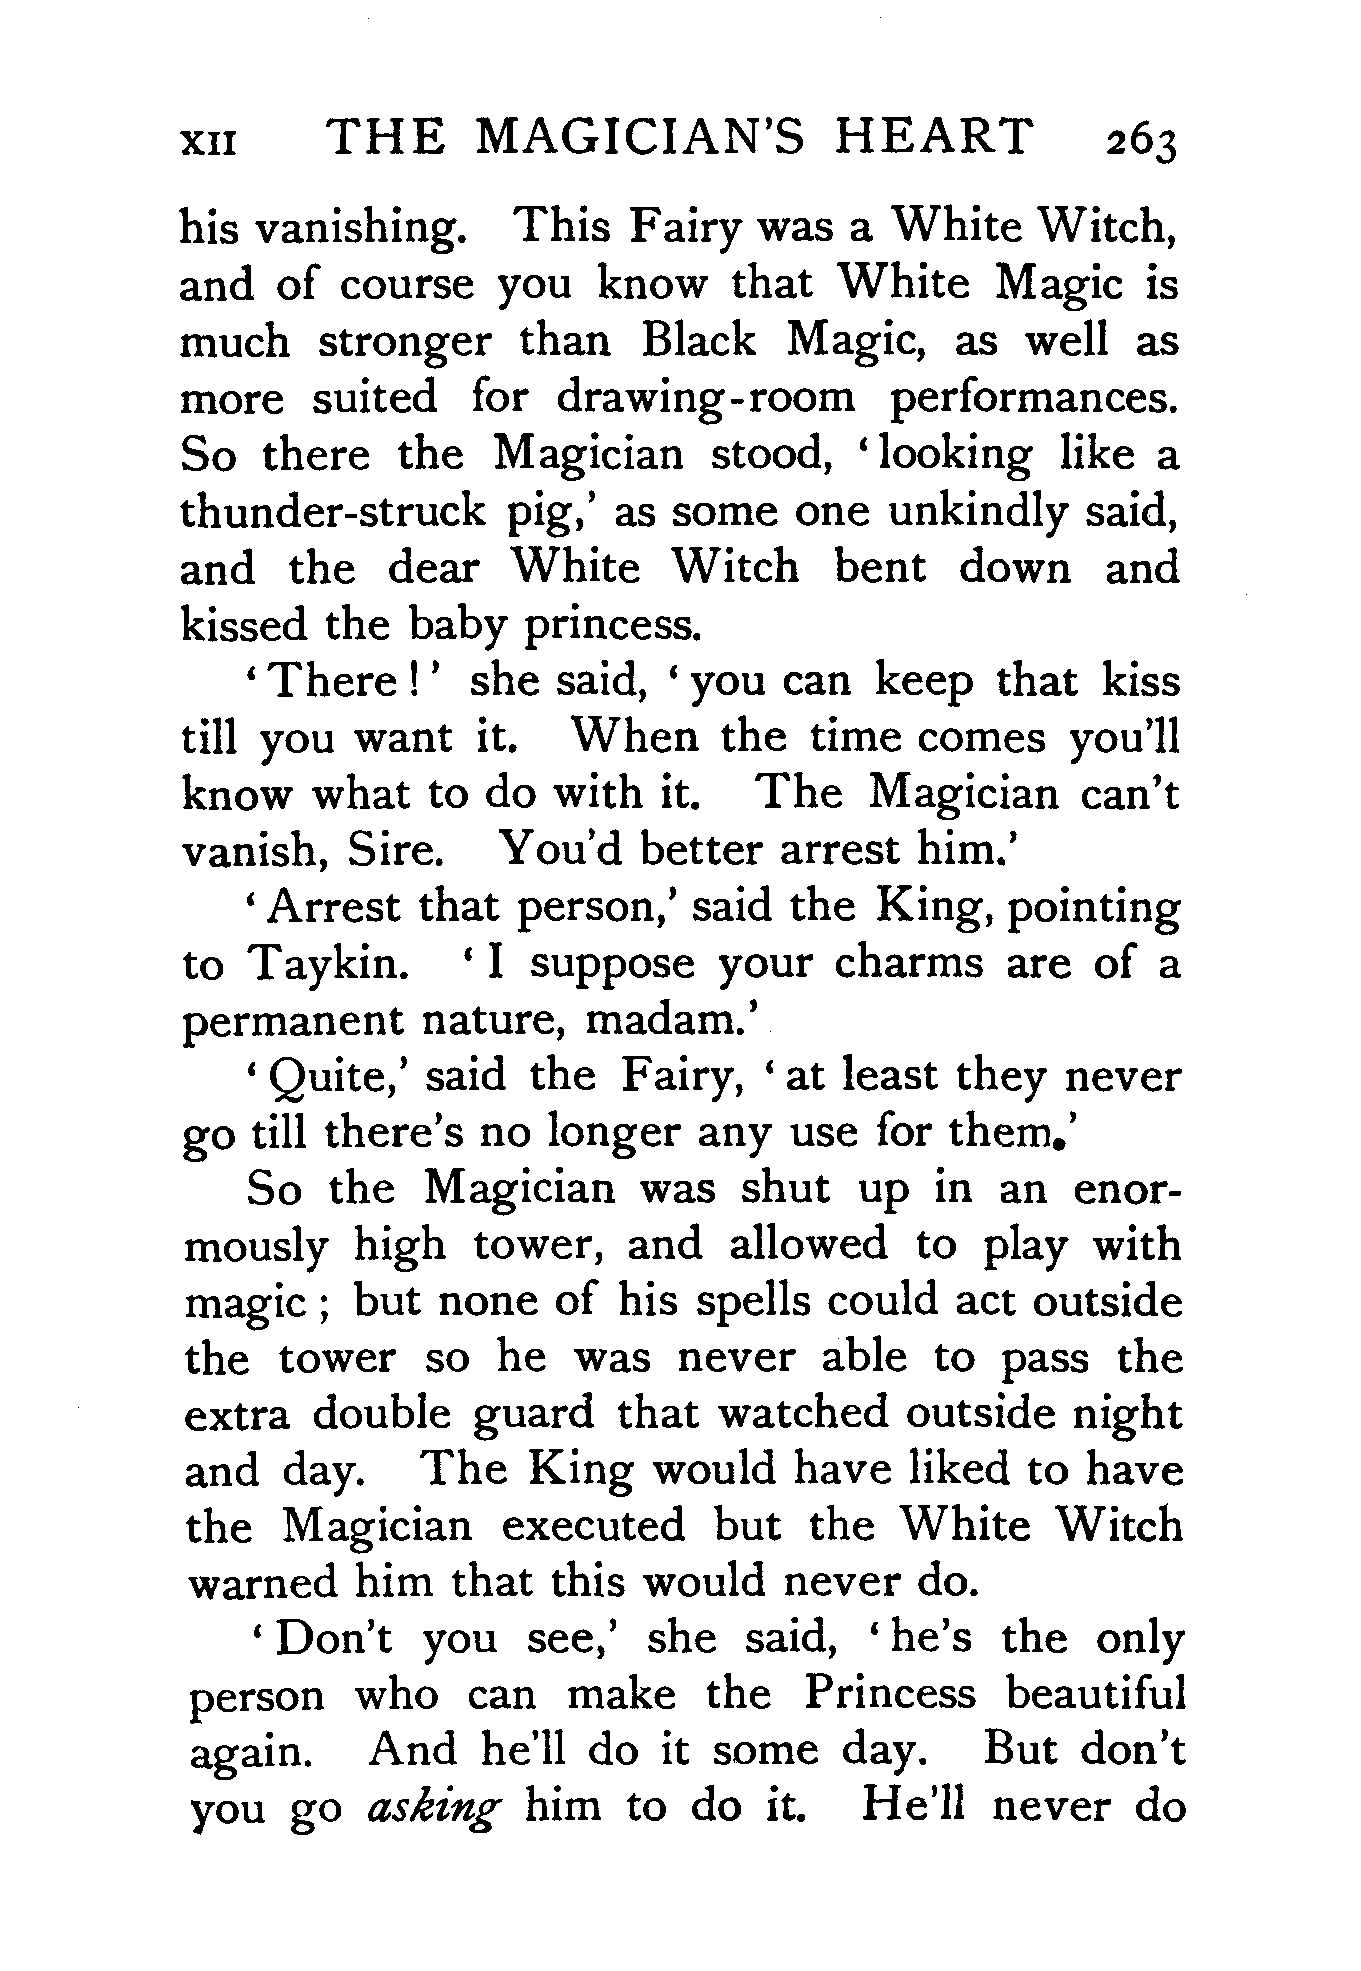 XII THE MAGICIAN'S HEART 263
his vanishing. This Fairy was a White Witch,
and of course you know that White Magic is
much stronger than Black Magic, as well as
more suited for drawing-room performances.
So there the Magician stood, ‘looking like a
thunder-struck pig,’ as some one unkindly said,
and the dear White Witch bent down and
kissed the baby princess.
‘There!’ she said, ‘you can keep that kiss
till you want it. When the time comes you'll
know what to do with it. The Magician can't
vanish, Sire. You'd better arrest him.’
‘Arrest that person,’ said the King, pointing
to Taykin. ‘I suppose your charms are of a
permanent nature, madam.’
‘Quite,’ said the Fairy, ‘at least they never
go till there's no longer any use for them.’
So the Magician was shut up in an enor-
mously high tower, and allowed to play with
magic; but none of his spells could act outside
the tower so he was never able to pass the
extra double guard that watched outside night
and day. The King would have liked to have
the Magician executed but the White Witch
warned him that this would never do.
‘Don't you see,’ she said, ‘he's the only
person who can make the Princess beautiful
again. And he'll do it some day. But don't
you go asking him to do it. He'll never do